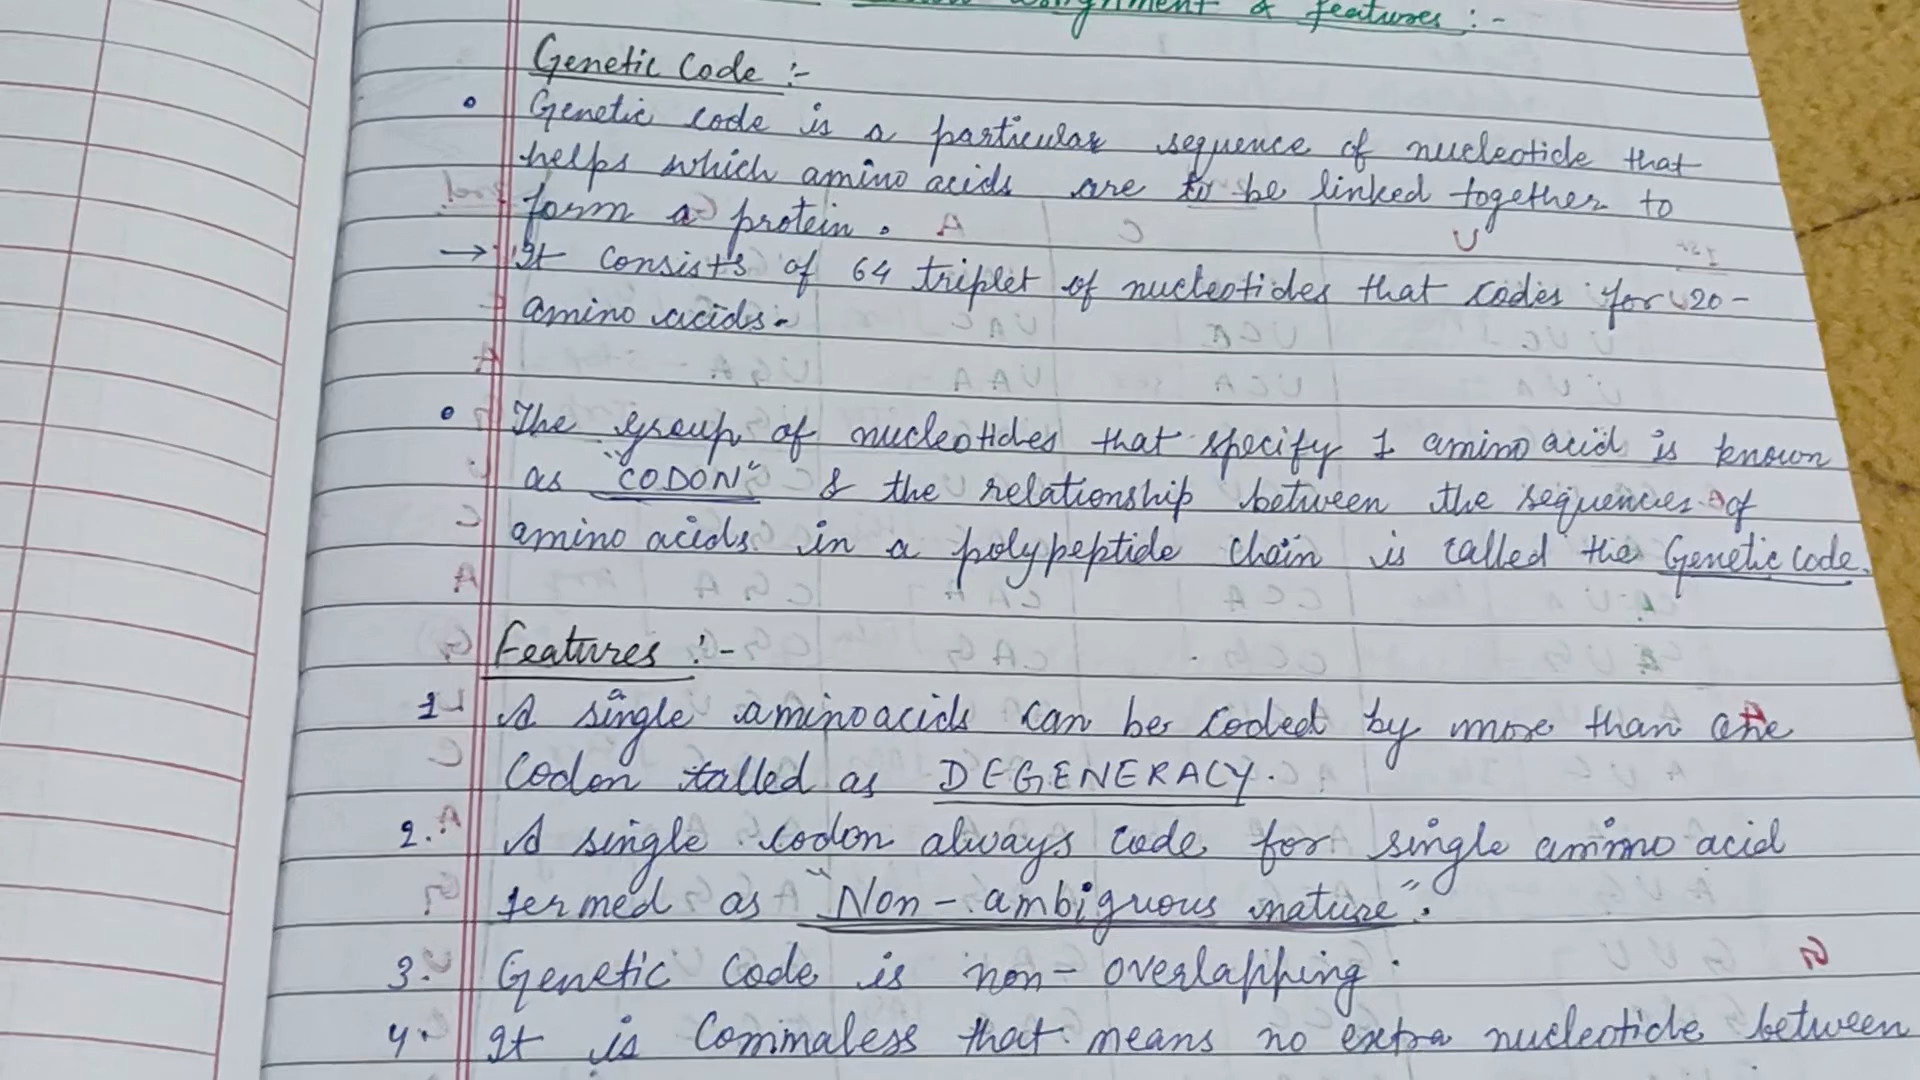 assignment & features :-
Genetic Code :-
• Genetic code is a particular sequence of nucleotide that
helps which amino acids are to be linked together to
form a protein.
→ It consists of 64 triplet of nucleotides that codes for 20-
amino acids.
• The group of nucleotides that specify 1 amino acid is known
as "CODON" & the relationship between the sequences of
amino acids in a polypeptide chain is called the Genetic code.
Features :-
1. A single aminoacids can be coded by more than one
Codon called as DEGENERACY.
2. A single codon always code for single amino acid
termed as "Non-ambiguous nature".
3. Genetic Code is non-overlapping.
4. It is Commaless that means no extra nucleotide between